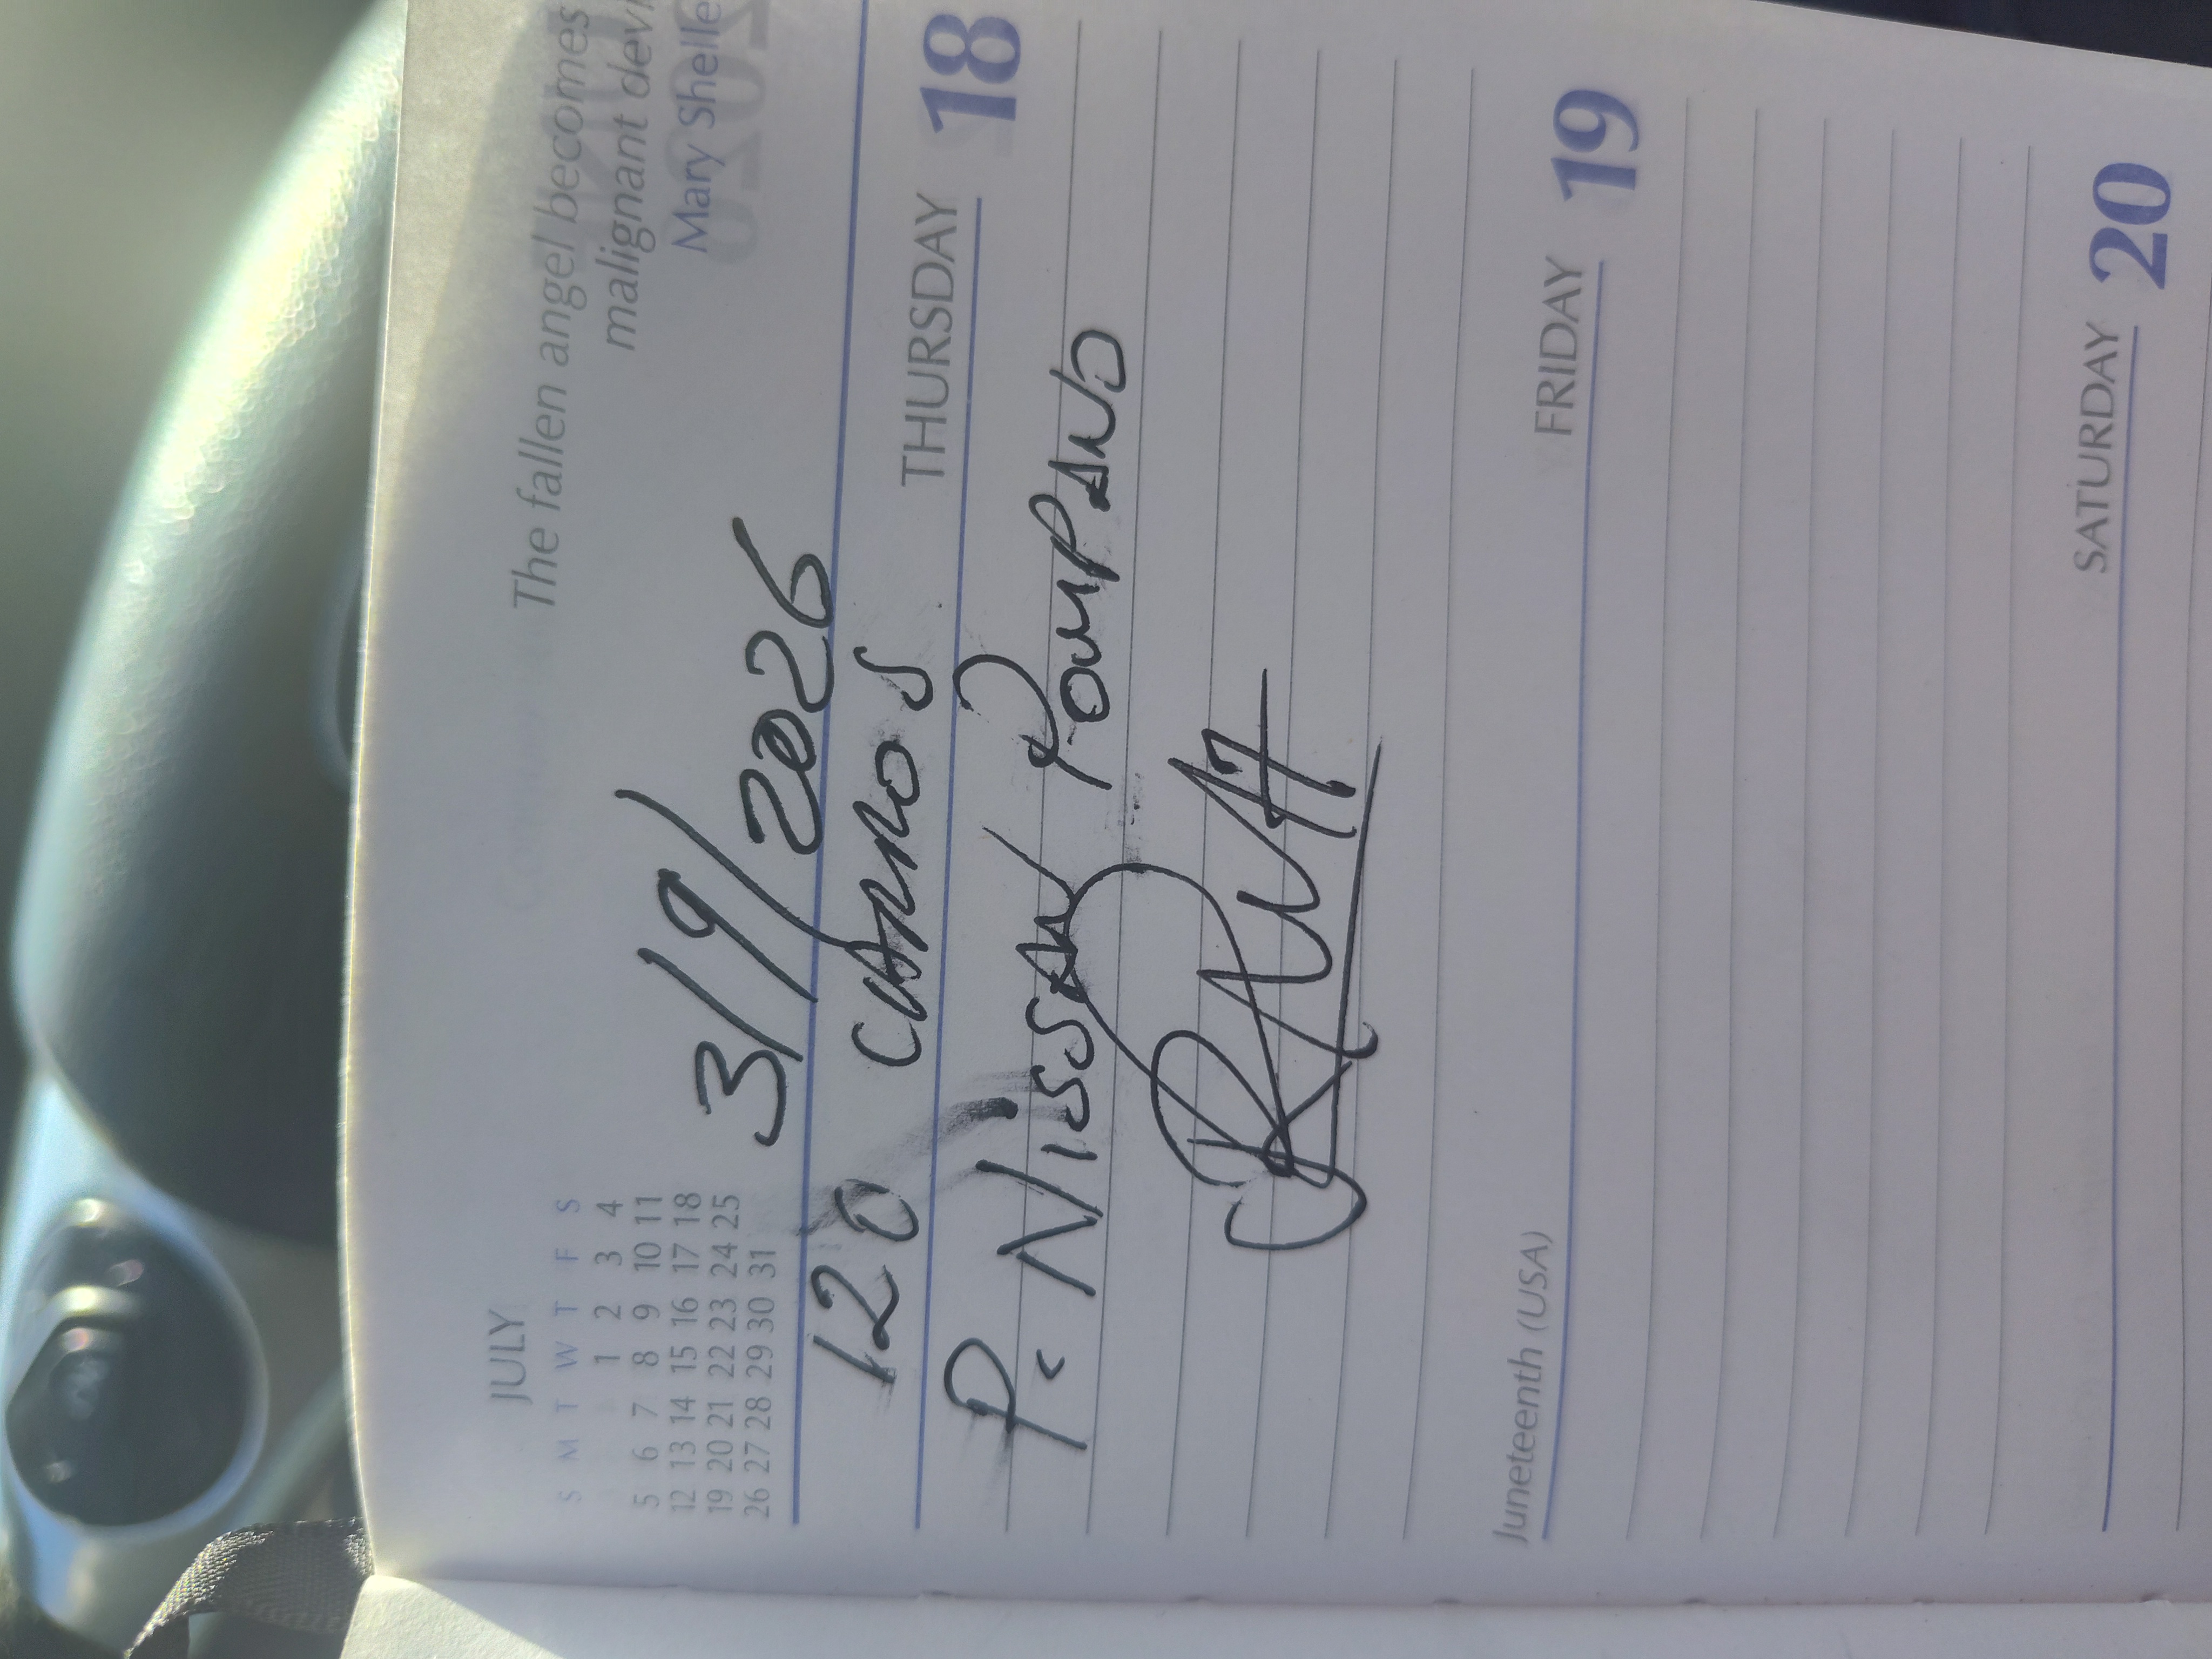 JULY
S M T W T F S
1 2 3 4
5 6 7 8 9 10 11
12 13 14 15 16 17 18
19 20 21 22 23 24 25
26 27 28 29 30 31
The fallen angel becomes
malignant devi
Mary Shelle
3/9/2026
120 carros
THURSDAY 18
P. Nissan Pompano
Juneteenth (USA) FRIDAY 19
SATURDAY 20